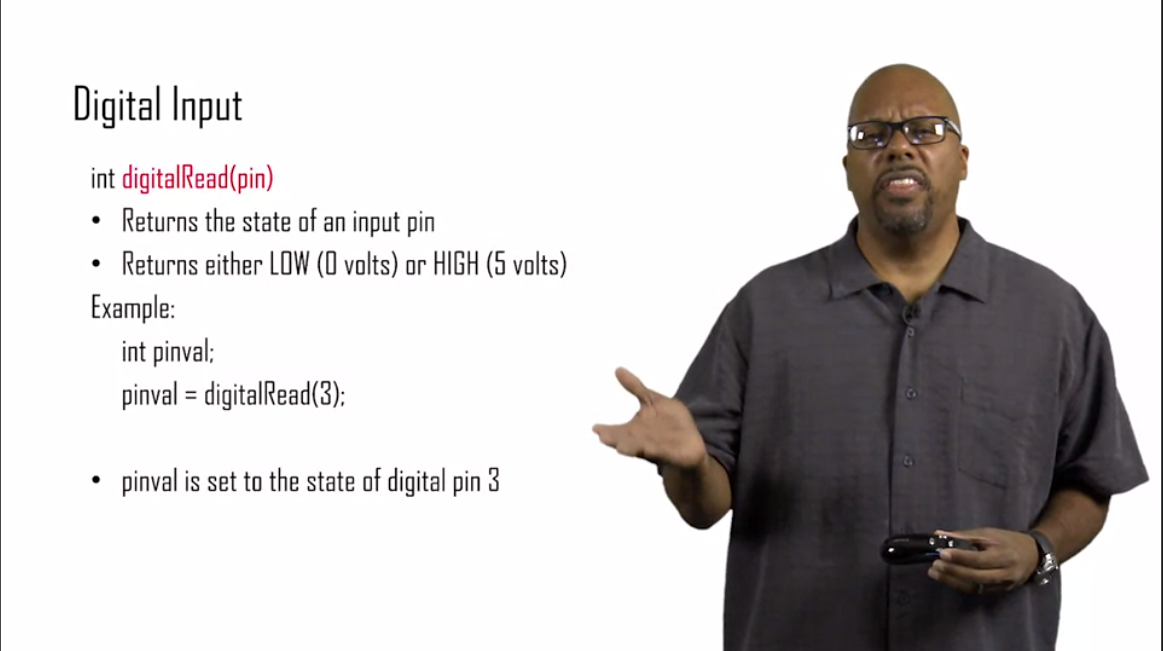 Digital Input
int digitalRead(pin)
• Returns the state of an input pin
• Returns either LOW (0 volts) or HIGH (5 volts)
Example:
int pinval;
pinval = digitalRead(3);
• pinval is set to the state of digital pin 3